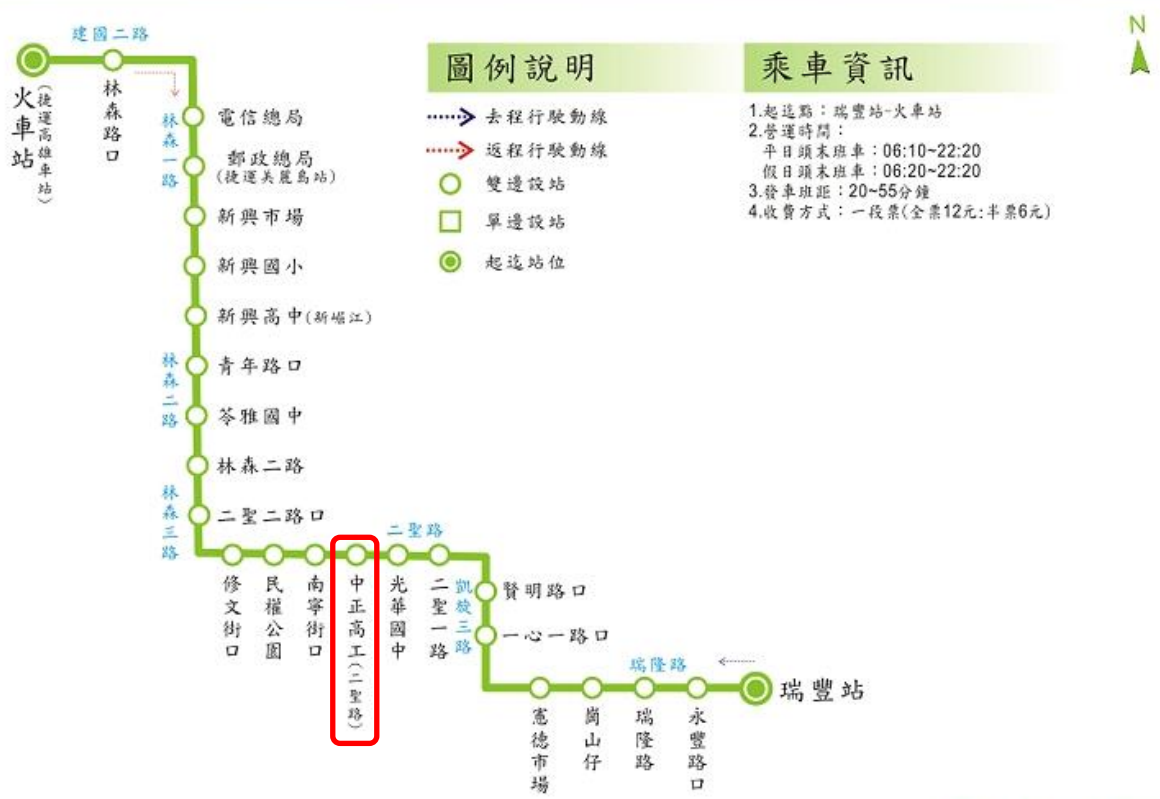 建國二路
N
火車站
(捷運高雄車站)
林森路口
林森一路
電信總局
郵政總局
(捷運美麗島站)
新興市場
新興國小
新興高中(新堀江)
林森二路
青年路口
苓雅國中
林森二路
林森三路
二聖二路口
二聖路
修文街口
民權公園
南寧街口
中正高工(二聖路)
光華國中
二聖一路
凱旋三路
賢明路口
一心一路口
瑞隆路
憲德市場
崗山仔
瑞隆路
永豐路口
瑞豐站
圖例說明
去程行駛動線
返程行駛動線
雙邊設站
單邊設站
起迄站位
乘車資訊
1.起迄點：瑞豐站-火車站
2.營運時間：
平日頭末班車：06:10~22:20
假日頭末班車：06:20~22:20
3.發車班距：20~55分鐘
4.收費方式：一段票(全票12元:半票6元)